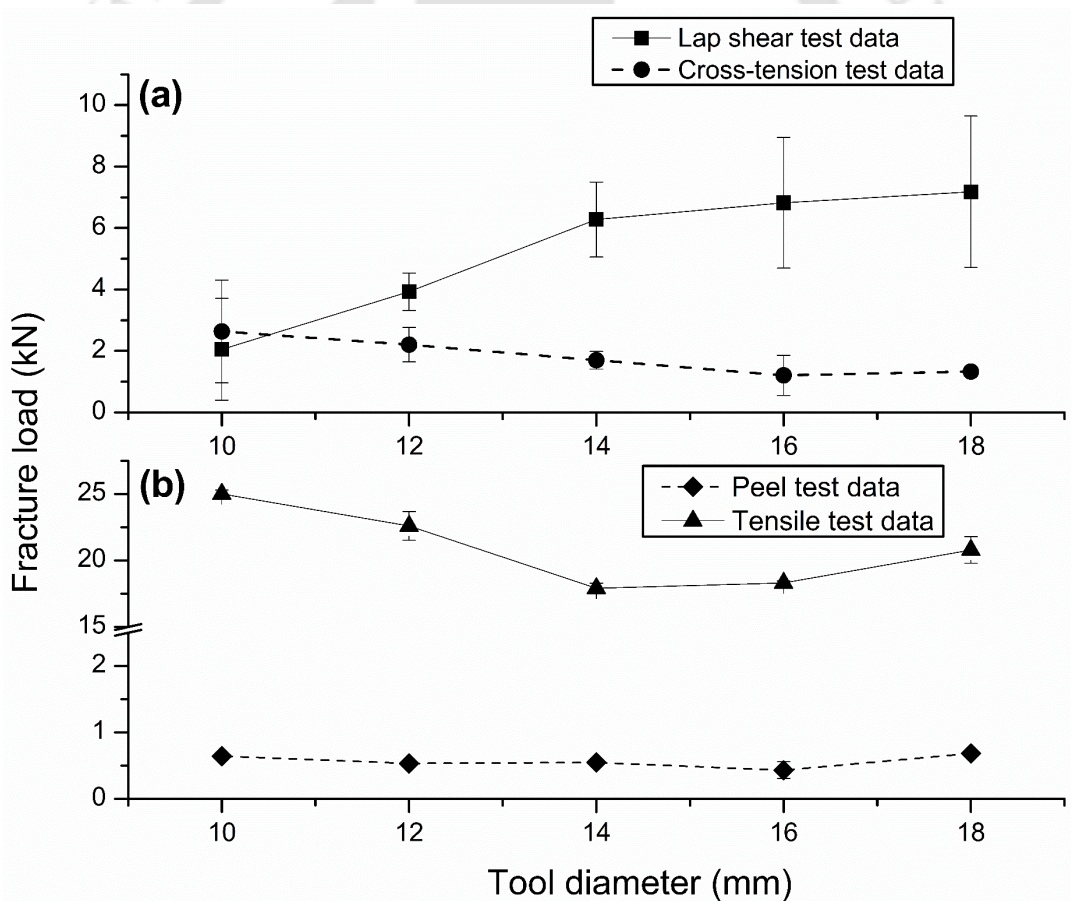 Lap shear test data
Cross-tension test data
(a)
10
8
6
4
2
0
10 12 14 16 18
(b)
Peel test data
Tensile test data
25
20
15
2
1
0
10 12 14 16 18
Fracture load (kN)
Tool diameter (mm)